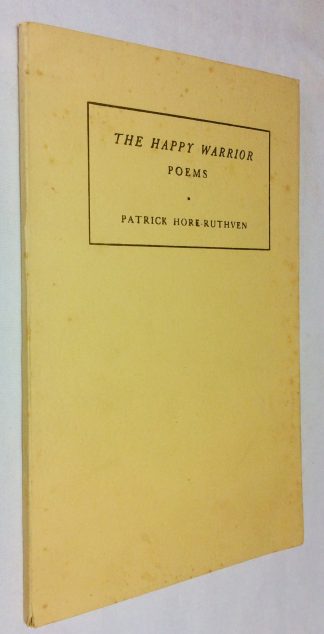 THE HAPPY WARRIOR
POEMS
PATRICK HORE-RUTHVEN